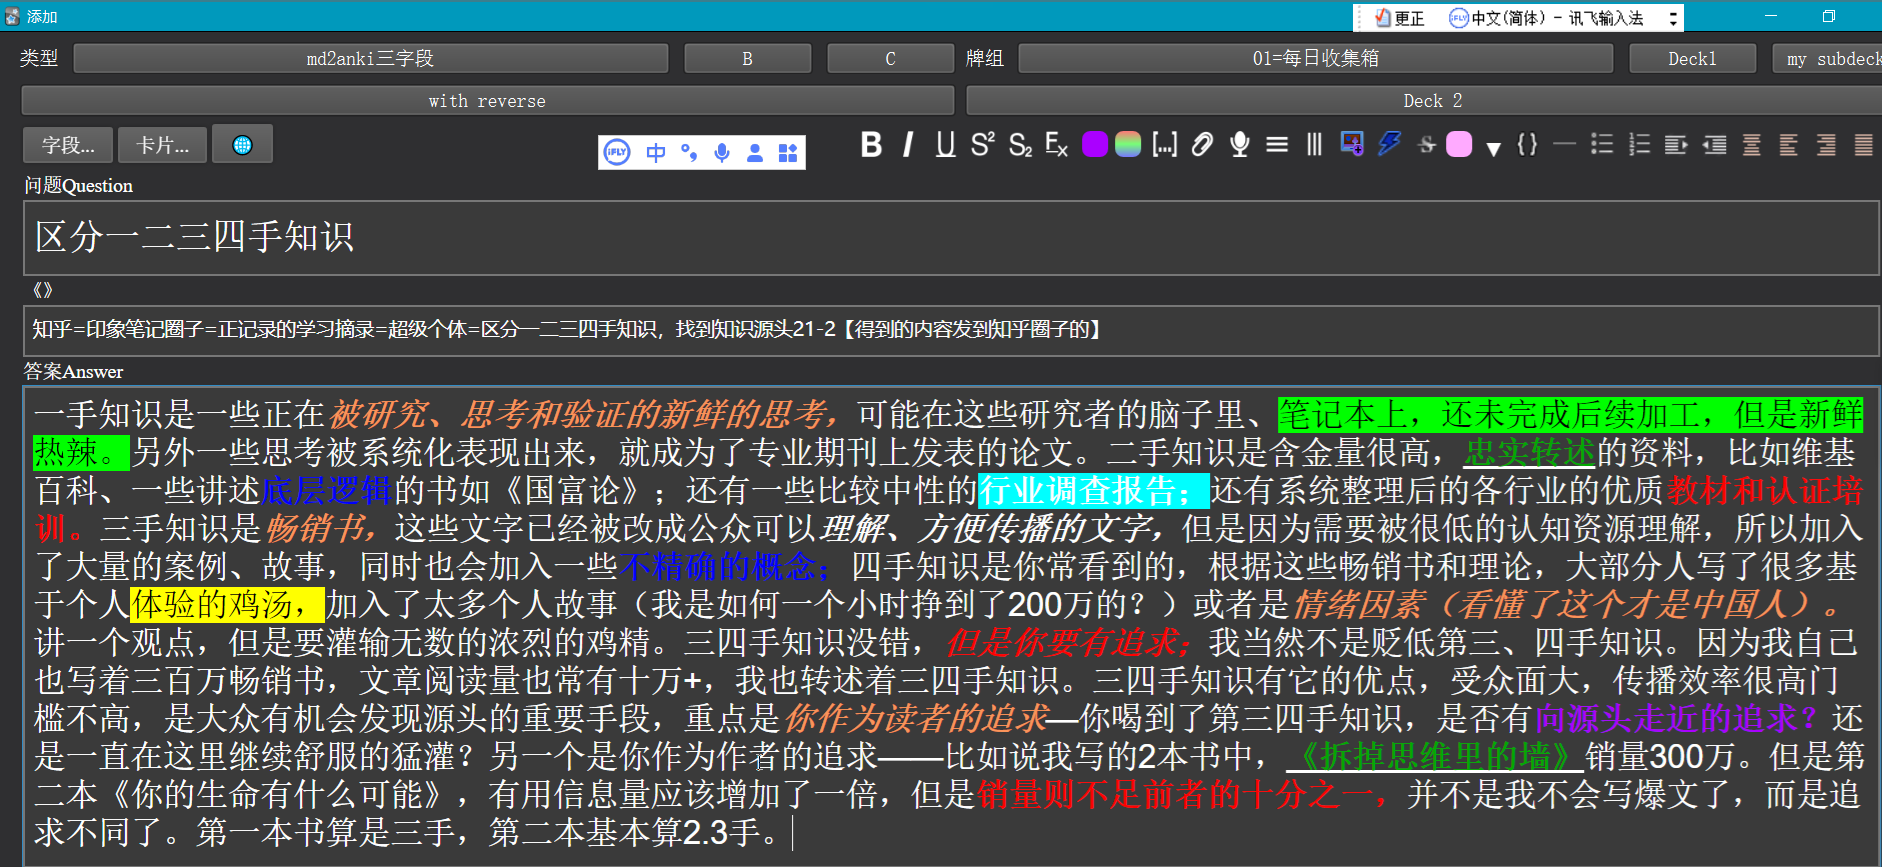 添加
更正 中文(简体) - 讯飞输入法
类型 md2anki三字段 B C 牌组 01=每日收集箱 Deck1 my subdeck
with reverse Deck 2
字段... 卡片... iFLY 中 B I U S² S₂ Fx [...] S {}
问题Question
区分一二三四手知识
《》
知乎=印象笔记圈子=正记录的学习摘录=超级个体=区分一二三四手知识，找到知识源头21-2【得到的内容发到知乎圈子的】
答案Answer
一手知识是一些正在被研究、思考和验证的新鲜的思考，可能在这些研究者的脑子里、笔记本上，还未完成后续加工，但是新鲜
热辣。另外一些思考被系统化表现出来，就成为了专业期刊上发表的论文。二手知识是含金量很高，忠实转述的资料，比如维基
百科、一些讲述底层逻辑的书如《国富论》；还有一些比较中性的行业调查报告；还有系统整理后的各行业的优质教材和认证培
训。三手知识是畅销书，这些文字已经被改成公众可以理解、方便传播的文字，但是因为需要被很低的认知资源理解，所以加入
了大量的案例、故事，同时也会加入一些不精确的概念；四手知识是你常看到的，根据这些畅销书和理论，大部分人写了很多基
于个人体验的鸡汤，加入了太多个人故事（我是如何一个小时挣到了200万的？）或者是情绪因素（看懂了这个才是中国人）。
讲一个观点，但是要灌输无数的浓烈的鸡精。三四手知识没错，但是你要有追求；我当然不是贬低第三、四手知识。因为我自己
也写着三百万畅销书，文章阅读量也常有十万+，我也转述着三四手知识。三四手知识有它的优点，受众面大，传播效率很高门
槛不高，是大众有机会发现源头的重要手段，重点是你作为读者的追求—你喝到了第三四手知识，是否有向源头走近的追求？还
是一直在这里继续舒服的猛灌？另一个是你作为作者的追求——比如说我写的2本书中，《拆掉思维里的墙》销量300万。但是第
二本《你的生命有什么可能》，有用信息量应该增加了一倍，但是销量则不足前者的十分之一，并不是我不会写爆文了，而是追
求不同了。第一本书算是三手，第二本基本算2.3手。